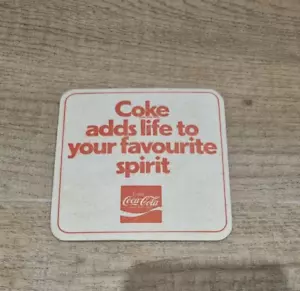 Coke
adds life to
your favourite
spirit
Coca-Cola